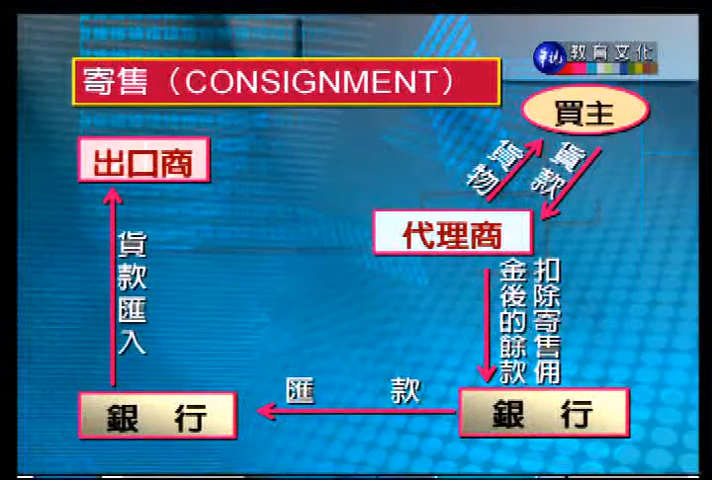 寄售（CONSIGNMENT）
華視 教育文化
買主
出口商
貨物
貨款
代理商
貨款匯入
扣除寄售佣
金後的餘款
匯 款
銀 行
銀 行